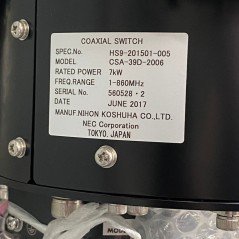 COAXIAL SWITCH
SPEC.NO. HS9-201501-005
MODEL CSA-39D-2006
RATED POWER 7kW
FREQ.RANGE 1-860MHz
SERIAL No. 560528・2
DATE JUNE 2017
MANUF.NIHON KOSHUHA CO.,LTD.
NEC Corporation
TOKYO. JAPAN